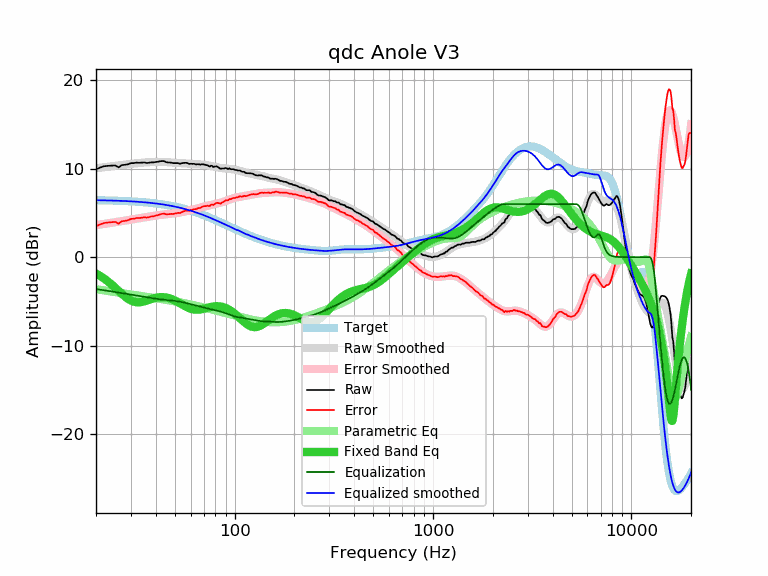 qdc Anole V3
20
10
0
−10
−20
Amplitude (dBr)
Target
Raw Smoothed
Error Smoothed
Raw
Error
Parametric Eq
Fixed Band Eq
Equalization
Equalized smoothed
100
1000
10000
Frequency (Hz)